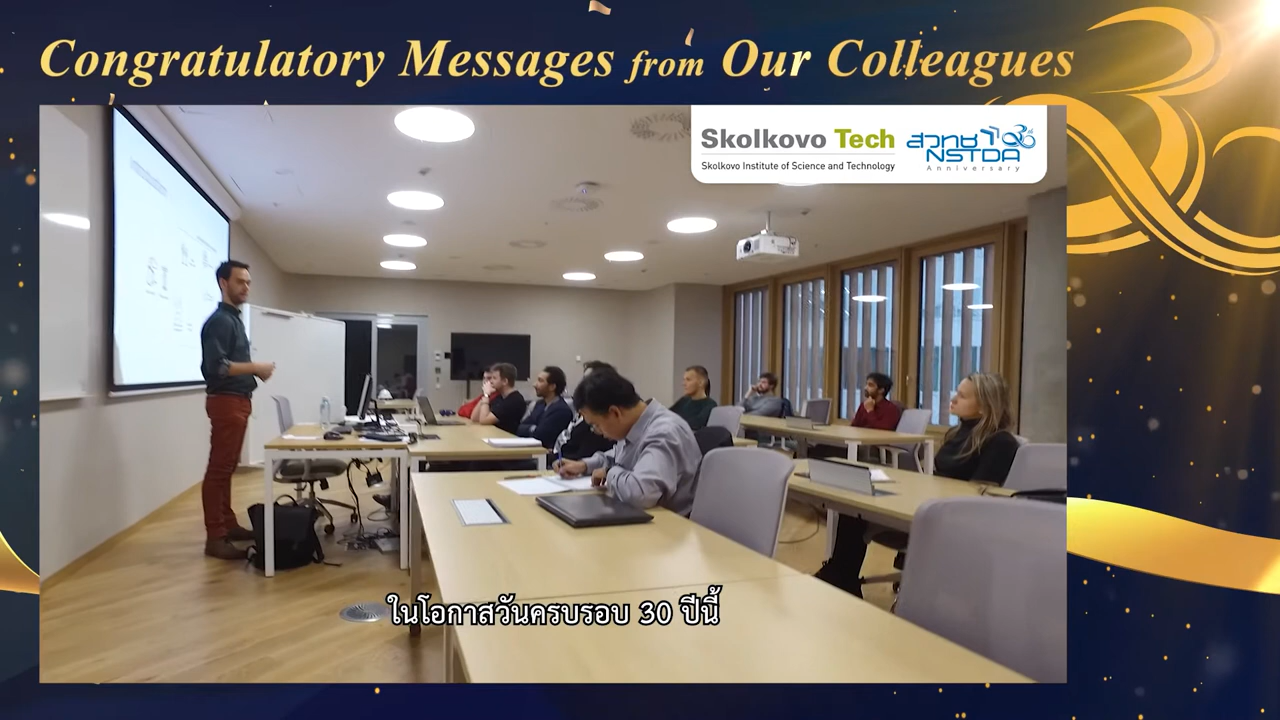 Congratulatory Messages from Our Colleagues
Skolkovo Tech
Skolkovo Institute of Science and Technology
สวทช
NSTDA
Anniversary
ในโอกาสวันครบรอบ 30 ปีนี้